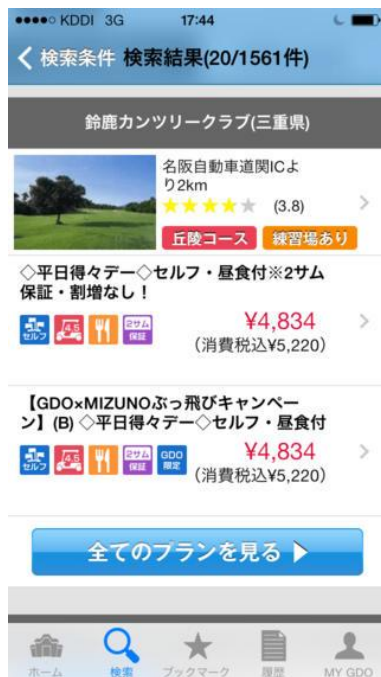 KDDI 3G 17:44
検索条件 検索結果(20/1561件)
鈴鹿カンツリークラブ(三重県)
名阪自動車道関ICよ
り2km
(3.8)
丘陵コース 練習場あり
◇平日得々デー◇セルフ・昼食付※2サム
保証・割増なし!
セルフ 4.5 2サム
保証
¥4,834
(消費税込¥5,220)
【GDO×MIZUNOぶっ飛びキャンペー
ン】(B) ◇平日得々デー◇セルフ・昼食付
セルフ 4.5 2サム
保証 GDO
限定
¥4,834
(消費税込¥5,220)
全てのプランを見る ▶
ホーム 検索 ブックマーク 履歴 MY GDO